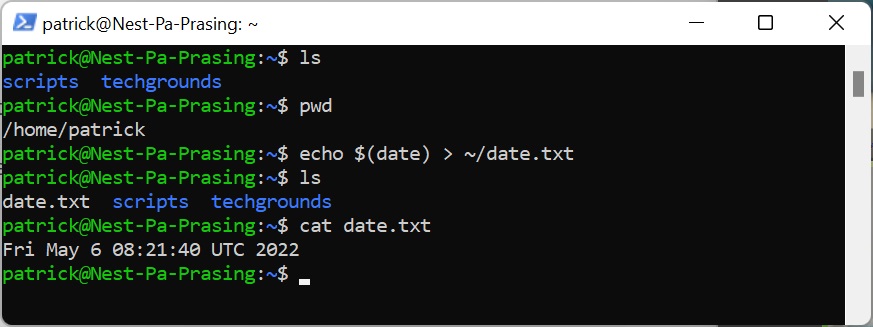 patrick@Nest-Pa-Prasing: ~
patrick@Nest-Pa-Prasing:~$ ls
scripts  techgrounds
patrick@Nest-Pa-Prasing:~$ pwd
/home/patrick
patrick@Nest-Pa-Prasing:~$ echo $(date) > ~/date.txt
patrick@Nest-Pa-Prasing:~$ ls
date.txt  scripts  techgrounds
patrick@Nest-Pa-Prasing:~$ cat date.txt
Fri May 6 08:21:40 UTC 2022
patrick@Nest-Pa-Prasing:~$